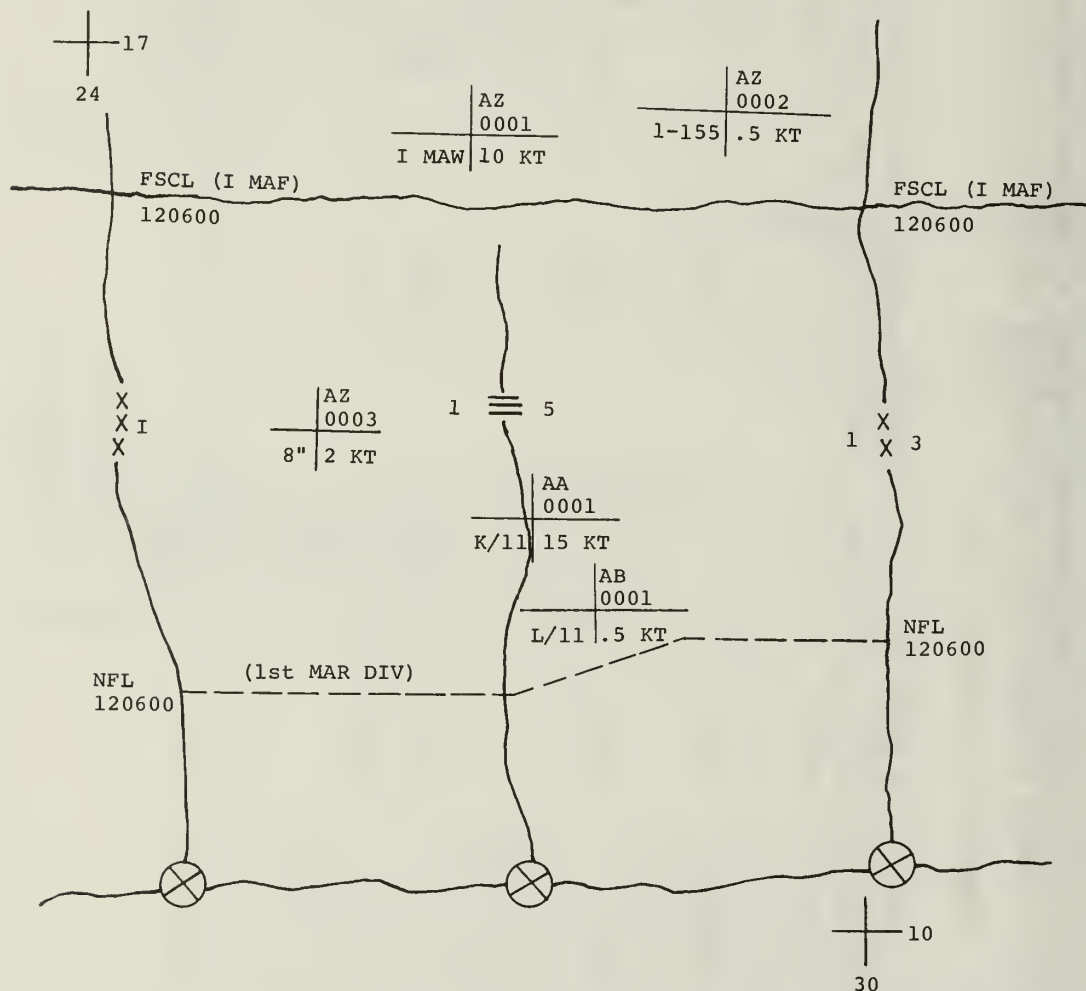 17
24
AZ
0001
I MAW 10 KT
AZ
0002
1-155 .5 KT
FSCL (I MAF)
120600
FSCL (I MAF)
120600
X
X I
X
AZ
0003
8" 2 KT
1 5
X
1 3
X
AA
0001
K/11 15 KT
AB
0001
L/11 .5 KT
NFL
120600
(1st MAR DIV)
NFL
120600
10
30